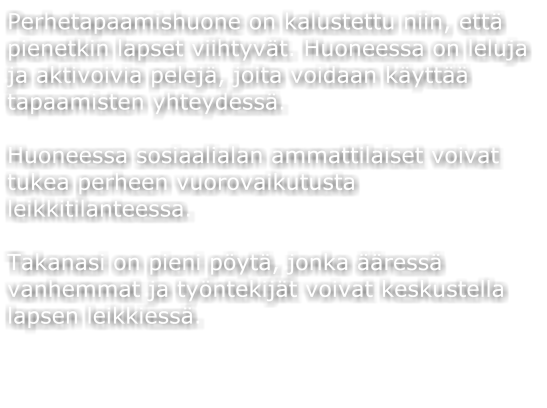 Perhetapaamishuone on kalustettu niin, että
pienetkin lapset viihtyvät. Huoneessa on leluja
ja aktivoivia pelejä, joita voidaan käyttää
tapaamisten yhteydessä.
Huoneessa sosiaalialan ammattilaiset voivat
tukea perheen vuorovaikutusta
leikkitilanteessa.
Takanasi on pieni pöytä, jonka ääressä
vanhemmat ja työntekijät voivat keskustella
lapsen leikkiessä.